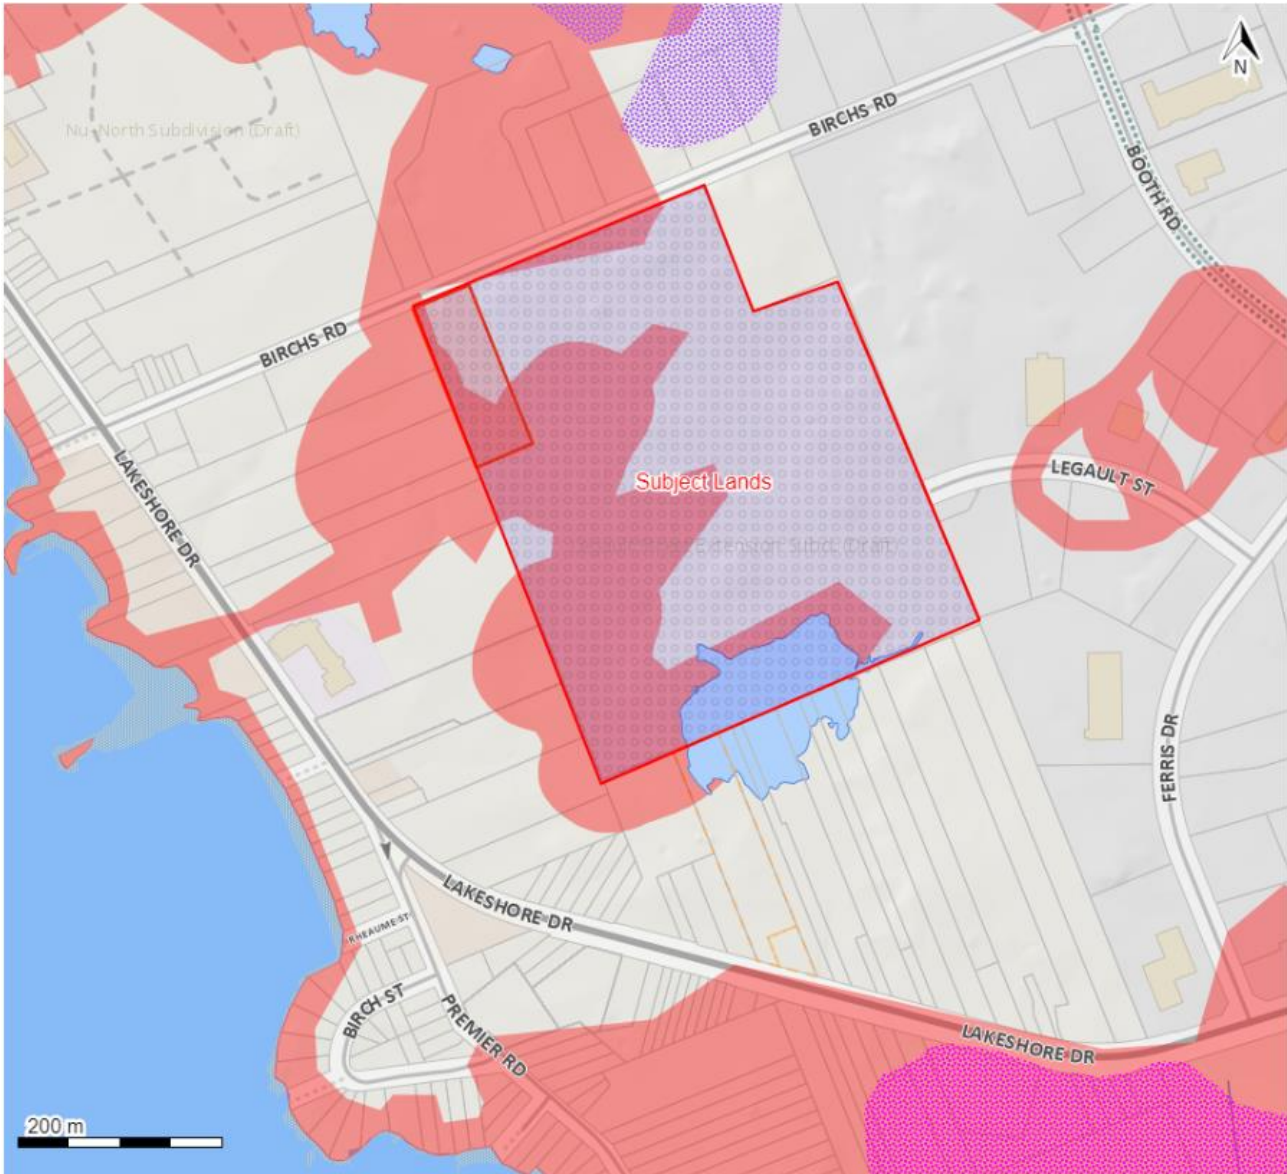 N
BIRCHS RD
Nu-North Subdivision (Draft)
BOOTH RD
BIRCHS RD
LAKESHORE DR
Subject Lands
LEGAULT ST
FERRIS DR
LAKESHORE DR
RHEAUME ST
BIRCH ST
PREMIER RD
LAKESHORE DR
200 m